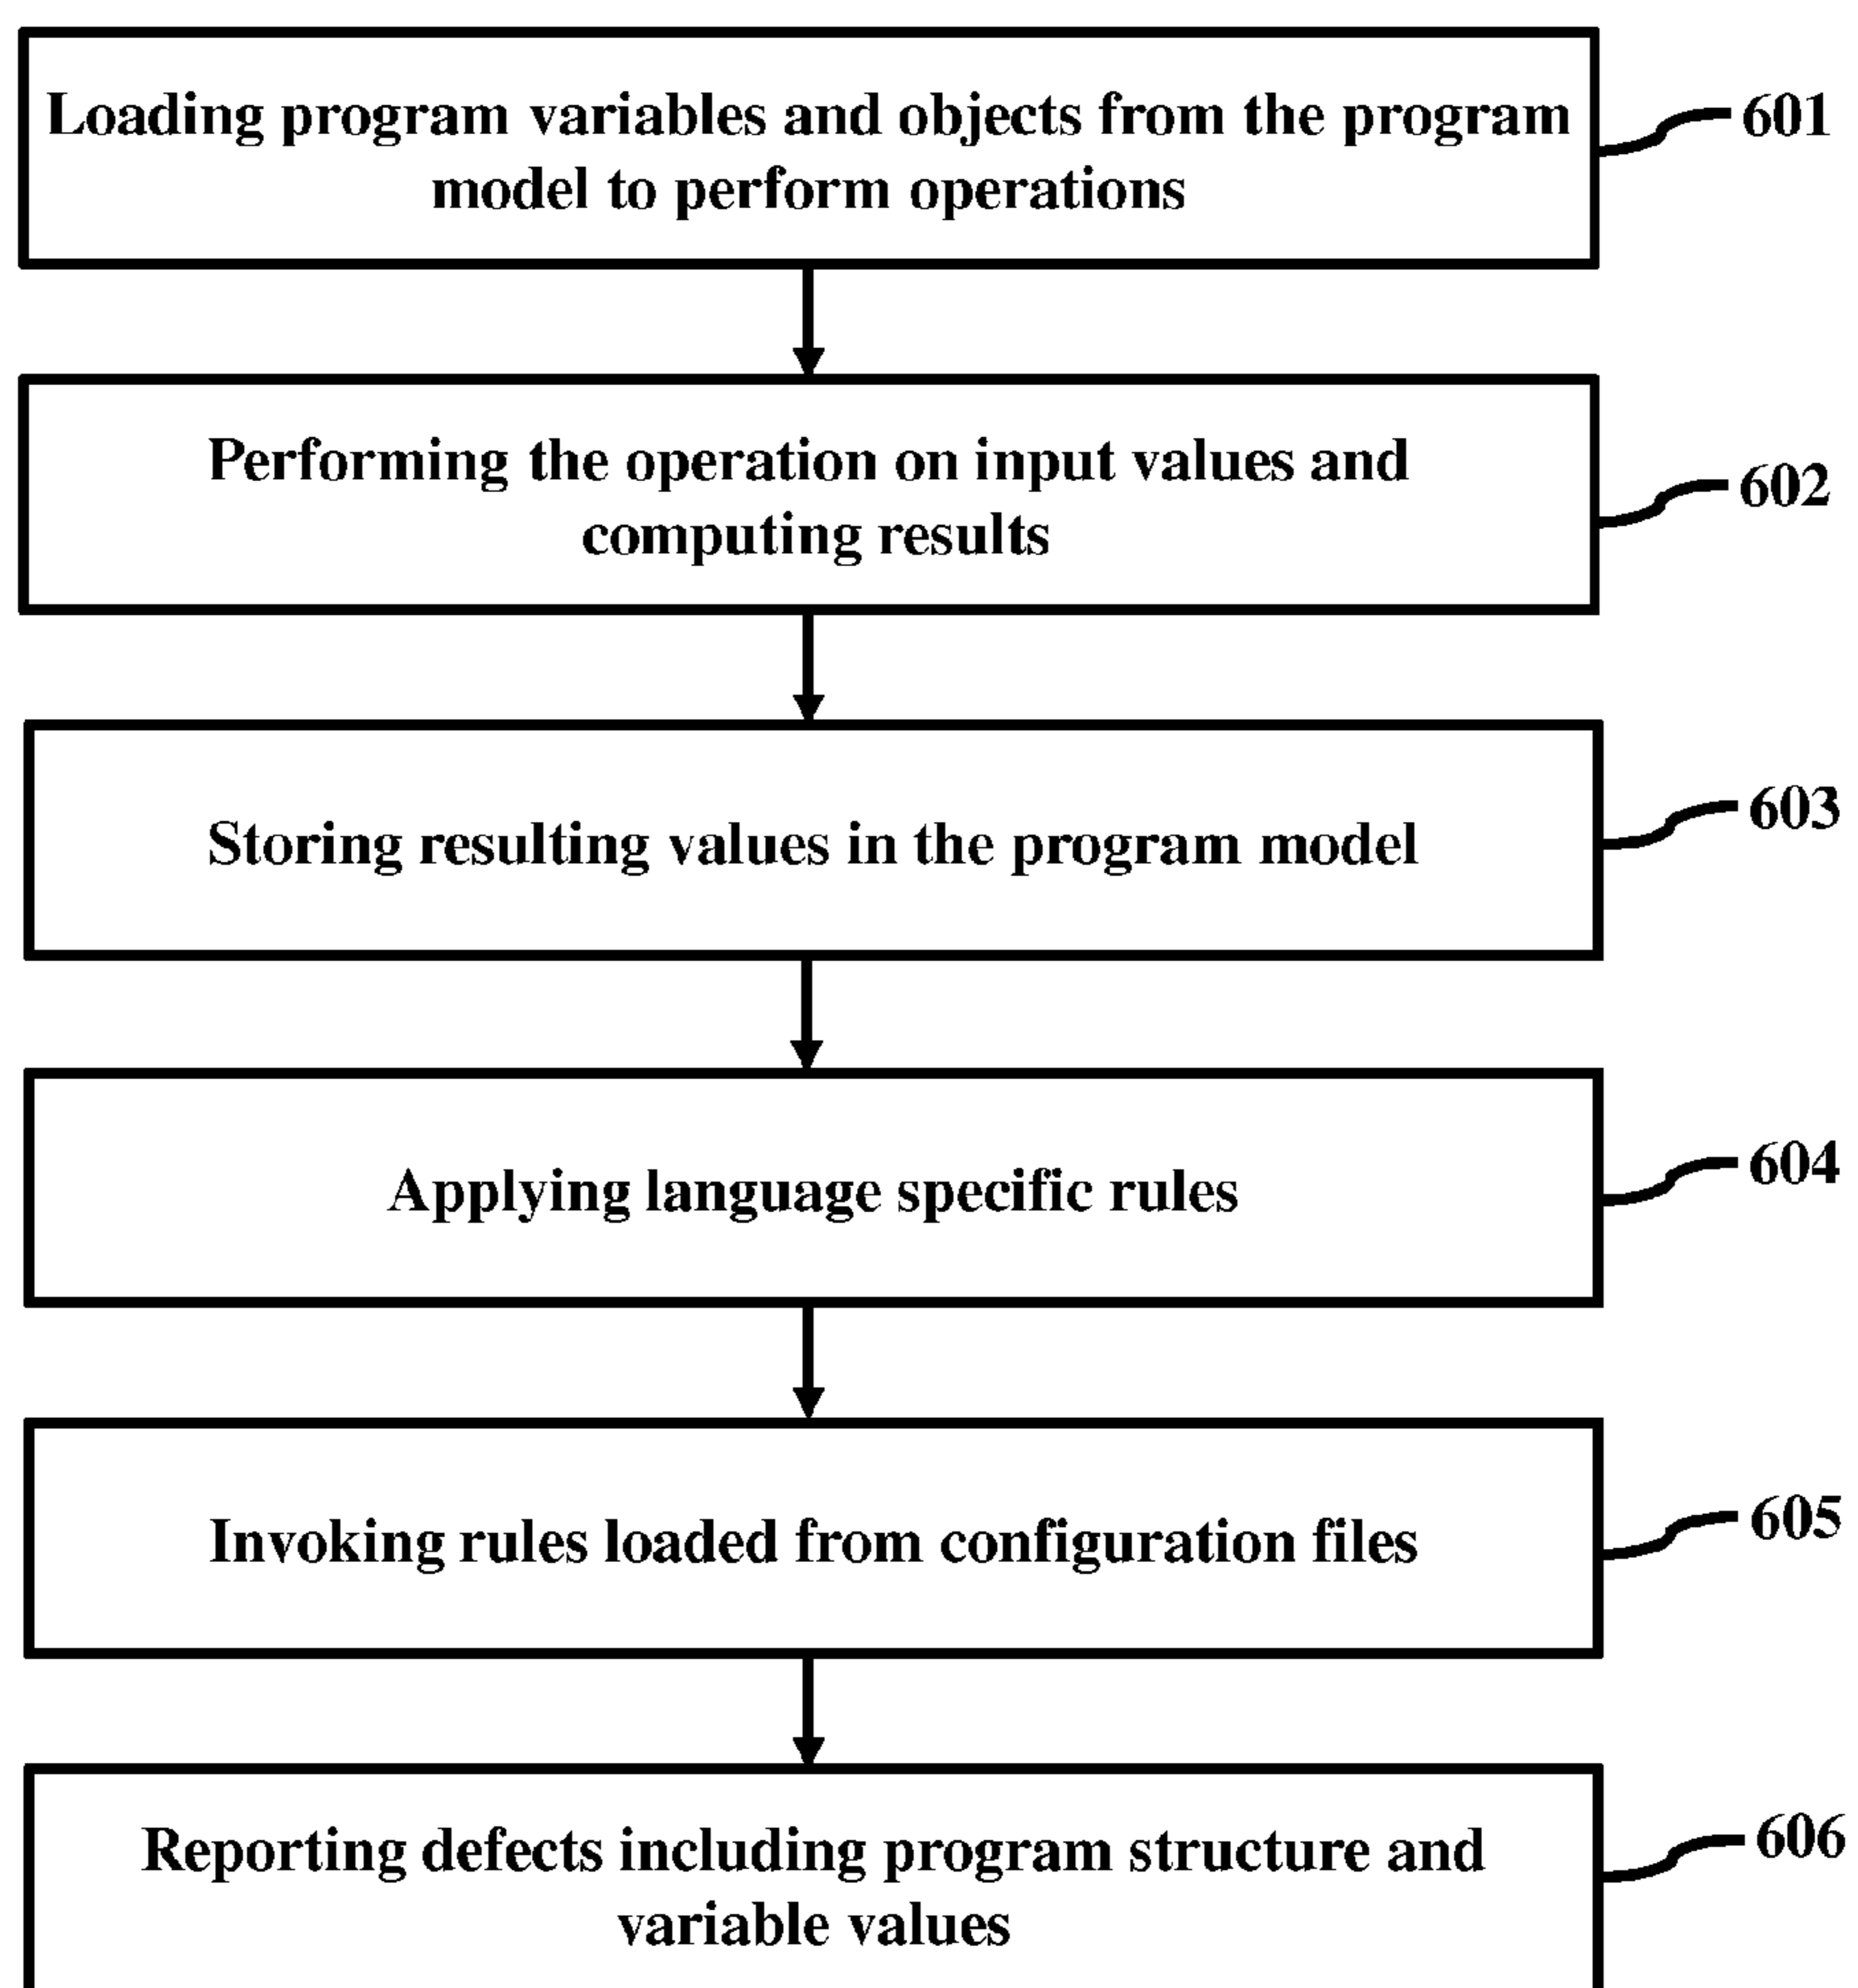 Loading program variables and objects from the program
model to perform operations
601
Performing the operation on input values and
computing results
602
Storing resulting values in the program model
603
Applying language specific rules
604
Invoking rules loaded from configuration files
605
Reporting defects including program structure and
variable values
606